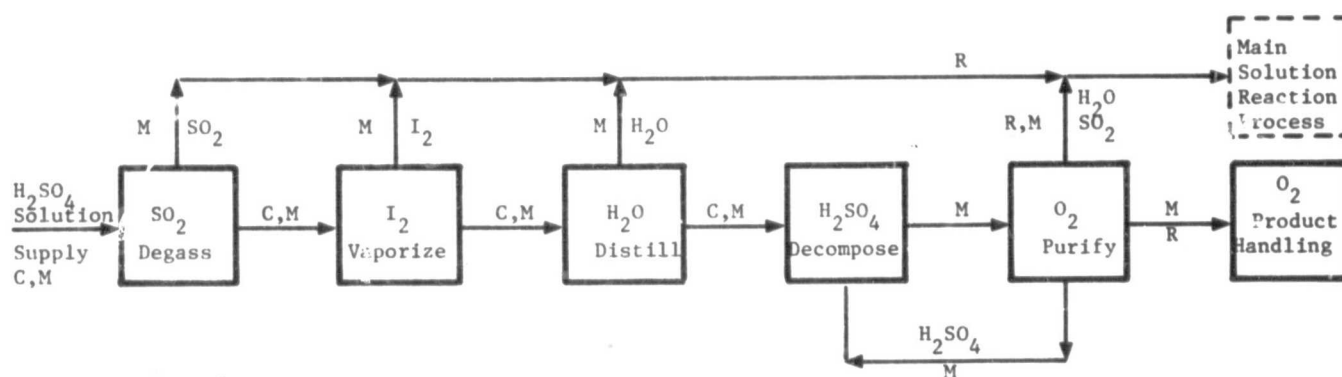 Main
Solution
Reaction
Process
R
M SO2
M I2
M H2O
R,M H2O
SO2
H2SO4
Solution
Supply
C,M
SO2
Degass
C,M
I2
Vaporize
C,M
H2O
Distill
C,M
H2SO4
Decompose
M
O2
Purify
M
R
O2
Product
Handling
H2SO4
M